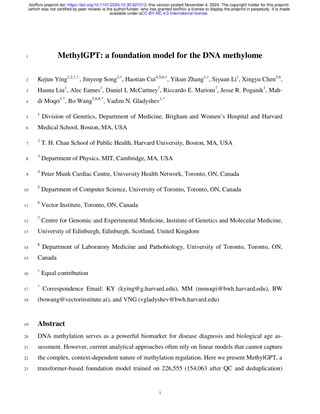 bioRxiv preprint doi: https://doi.org/10.1101/2024.10.30.621013; this version posted November 4, 2024. The copyright holder for this preprint
(which was not certified by peer review) is the author/funder, who has granted bioRxiv a license to display the preprint in perpetuity. It is made
available under aCC-BY-NC 4.0 International license.
1 MethylGPT: a foundation model for the DNA methylome
2 Kejun Ying1,2,†,*, Jinyeop Song3,†, Haotian Cui4,5,6,†, Yikun Zhang1,†, Siyuan Li1, Xingyu Chen5,6,
3 Hanna Liu1, Alec Eames1, Daniel L McCartney7, Riccardo E. Marioni7, Jesse R. Poganik1, Mah-
4 di Moqri1,*, Bo Wang5,6,8,*, Vadim N. Gladyshev1,*
5 1 Division of Genetics, Department of Medicine, Brigham and Women's Hospital and Harvard
6 Medical School, Boston, MA, USA
7 2 T. H. Chan School of Public Health, Harvard University, Boston, MA, USA
8 3 Department of Physics, MIT, Cambridge, MA, USA
9 4 Peter Munk Cardiac Centre, University Health Network, Toronto, ON, Canada
10 5 Department of Computer Science, University of Toronto, Toronto, ON, Canada
11 6 Vector Institute, Toronto, ON, Canada
12 7 Centre for Genomic and Experimental Medicine, Institute of Genetics and Molecular Medicine,
13 University of Edinburgh, Edinburgh, Scotland, United Kingdom
14 8 Department of Laboratory Medicine and Pathobiology, University of Toronto, Toronto, ON,
15 Canada
16 † Equal contribution
17 * Correspondence Email: KY (kying@g.harvard.edu), MM (mmoqri@bwh.harvard.edu), BW
18 (bowang@vectorinstitute.ai), and VNG (vgladyshev@bwh.harvard.edu)
19 Abstract
20 DNA methylation serves as a powerful biomarker for disease diagnosis and biological age as-
21 sessment. However, current analytical approaches often rely on linear models that cannot capture
22 the complex, context-dependent nature of methylation regulation. Here we present MethylGPT, a
23 transformer-based foundation model trained on 226,555 (154,063 after QC and deduplication)
1